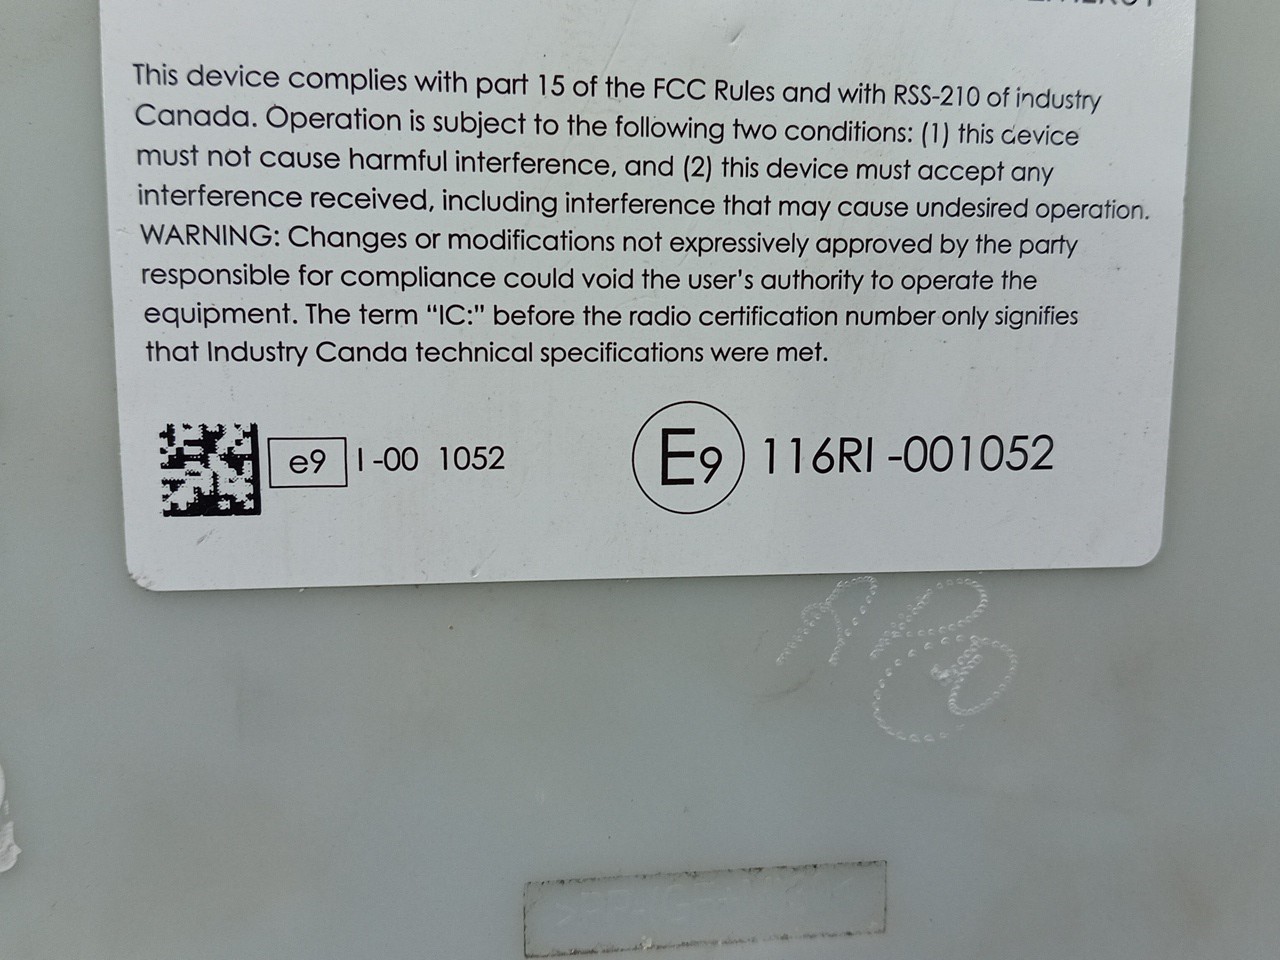 This device complies with part 15 of the FCC Rules and with RSS-210 of industry
Canada. Operation is subject to the following two conditions: (1) this device
must not cause harmful interference, and (2) this device must accept any
interference received, including interference that may cause undesired operation.
WARNING: Changes or modifications not expressively approved by the party
responsible for compliance could void the user's authority to operate the
equipment. The term "IC:" before the radio certification number only signifies
that Industry Canda technical specifications were met.
e9 I-00 1052
E9 116RI-001052